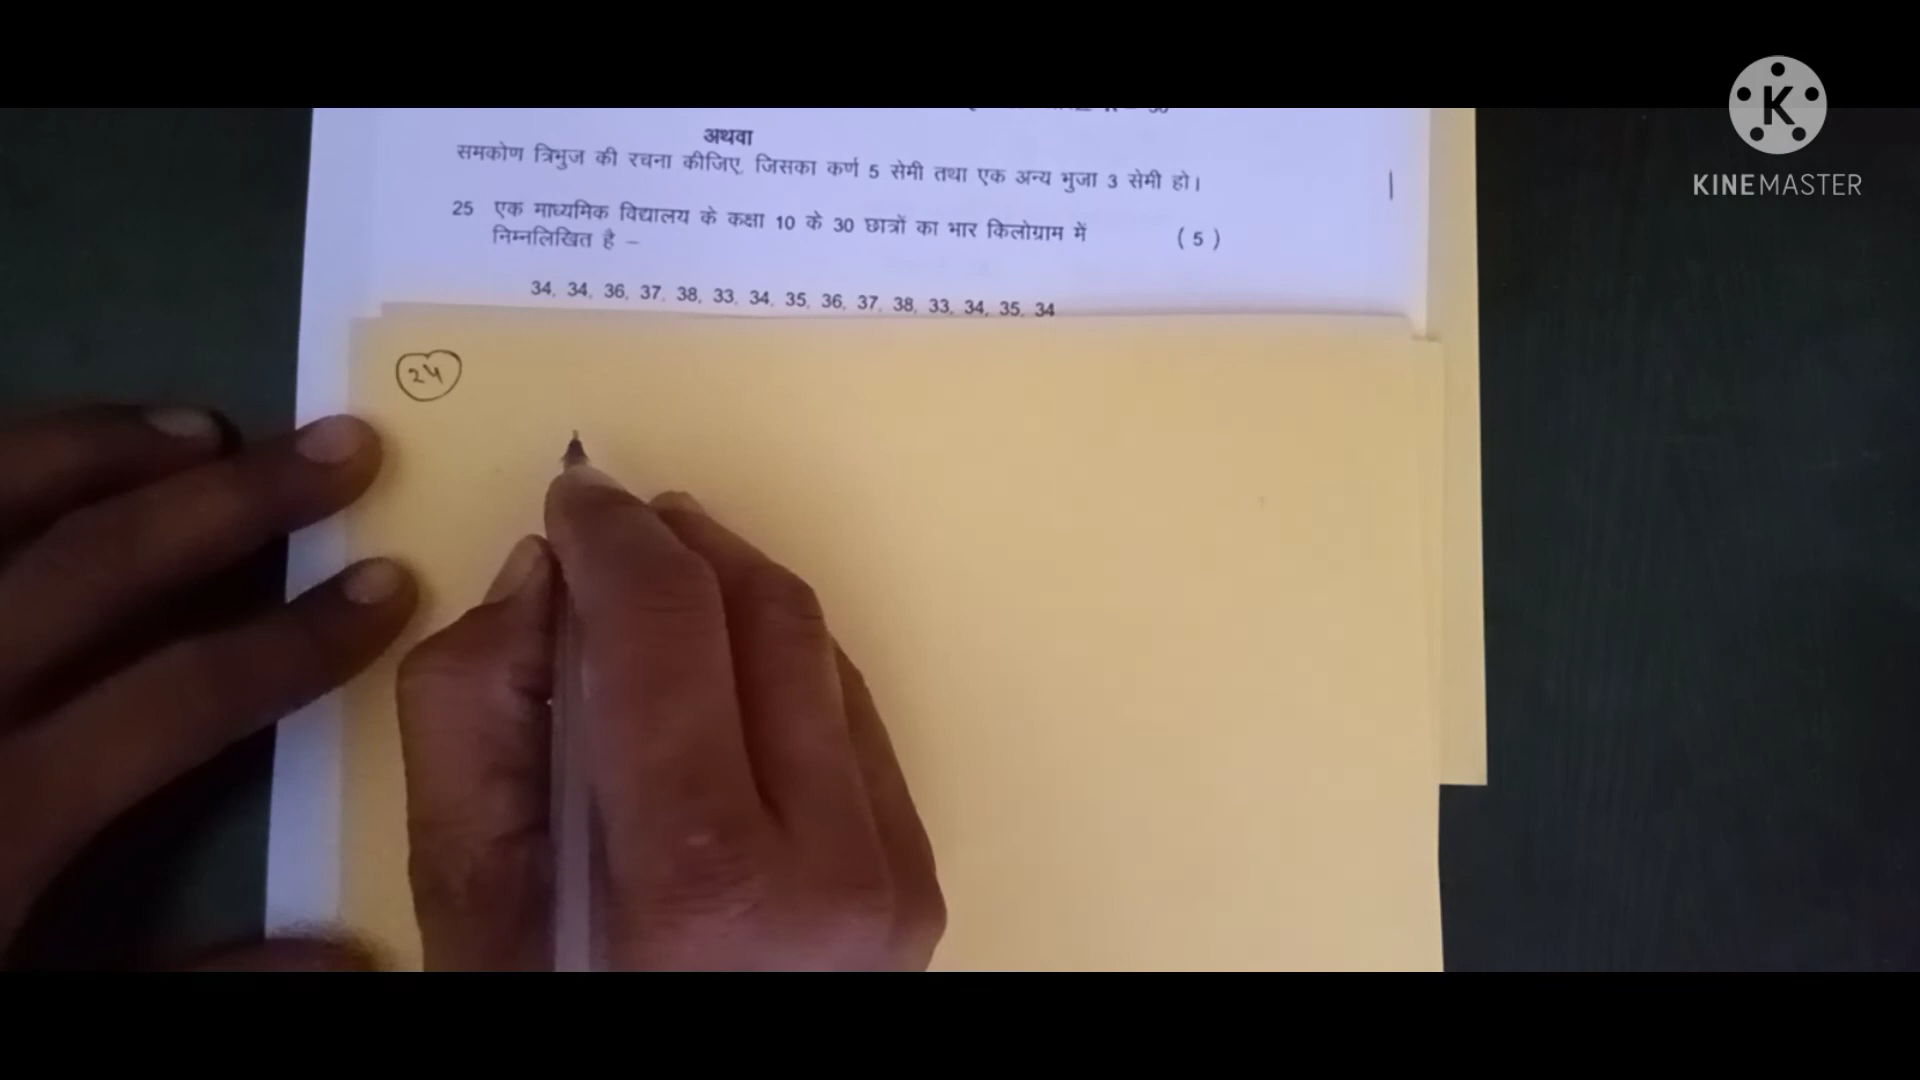 अथवा
समकोण त्रिभुज की रचना कीजिए, जिसका कर्ण 5 सेमी तथा एक अन्य भुजा 3 सेमी हो।
25 एक माध्यमिक विद्यालय के कक्षा 10 के 30 छात्रों का भार किलोग्राम में ( 5 )
निम्नलिखित है –
34, 34, 36, 37, 38, 33, 34, 35, 36, 37, 38, 33, 34, 35, 34
KINEMASTER